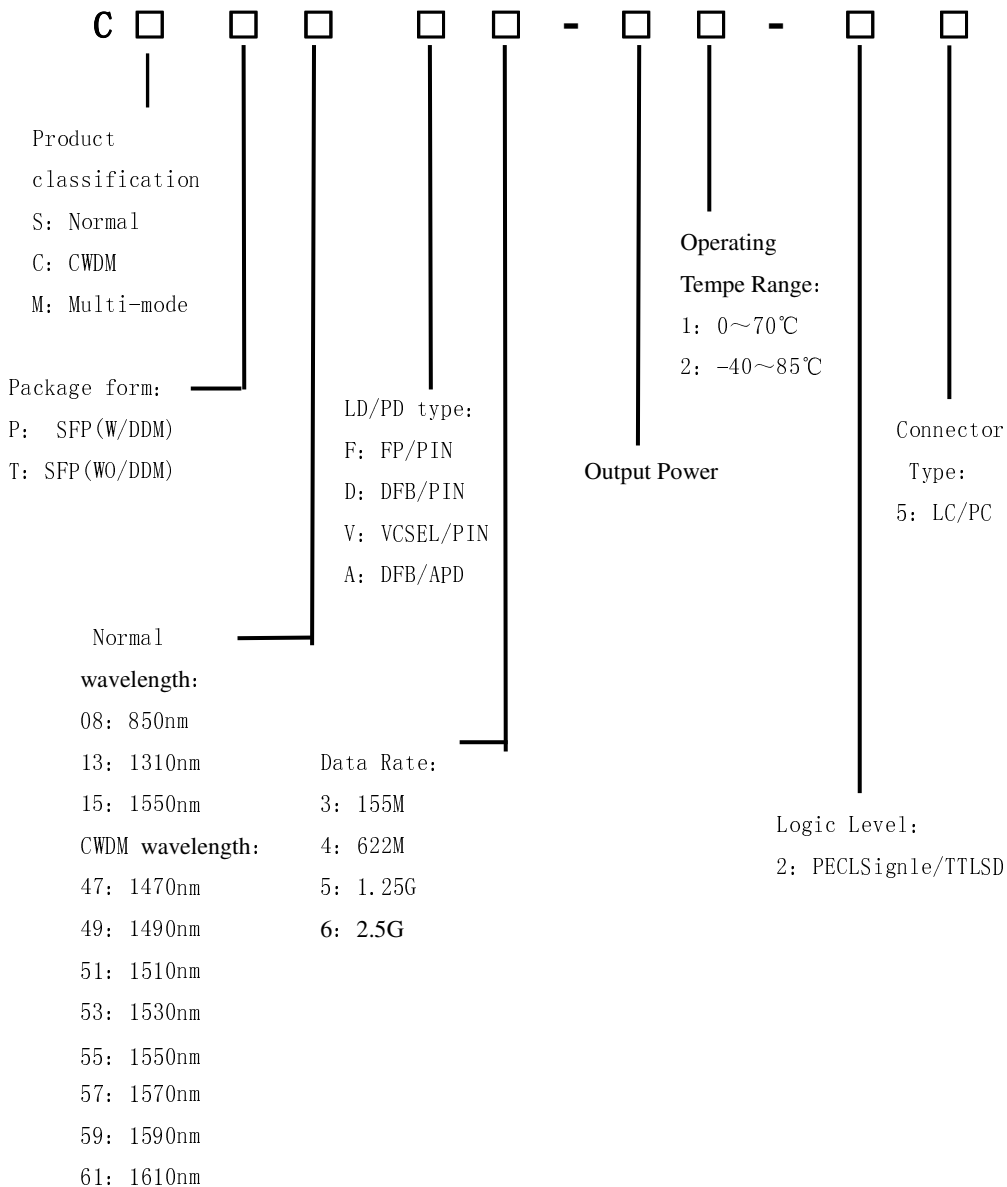 C □ □ □ □ □ - □ □ - □ □
Product
classification
S: Normal
C: CWDM
M: Multi-mode
Package form:
P: SFP(W/DDM)
T: SFP(WO/DDM)
Normal
wavelength:
08: 850nm
13: 1310nm
15: 1550nm
CWDM wavelength:
47: 1470nm
49: 1490nm
51: 1510nm
53: 1530nm
55: 1550nm
57: 1570nm
59: 1590nm
61: 1610nm
LD/PD type:
F: FP/PIN
D: DFB/PIN
V: VCSEL/PIN
A: DFB/APD
Data Rate:
3: 155M
4: 622M
5: 1.25G
6: 2.5G
Output Power
Operating
Tempe Range:
1: 0～70℃
2: -40～85℃
Logic Level:
2: PECLSignle/TTLSD
Connector
Type:
5: LC/PC